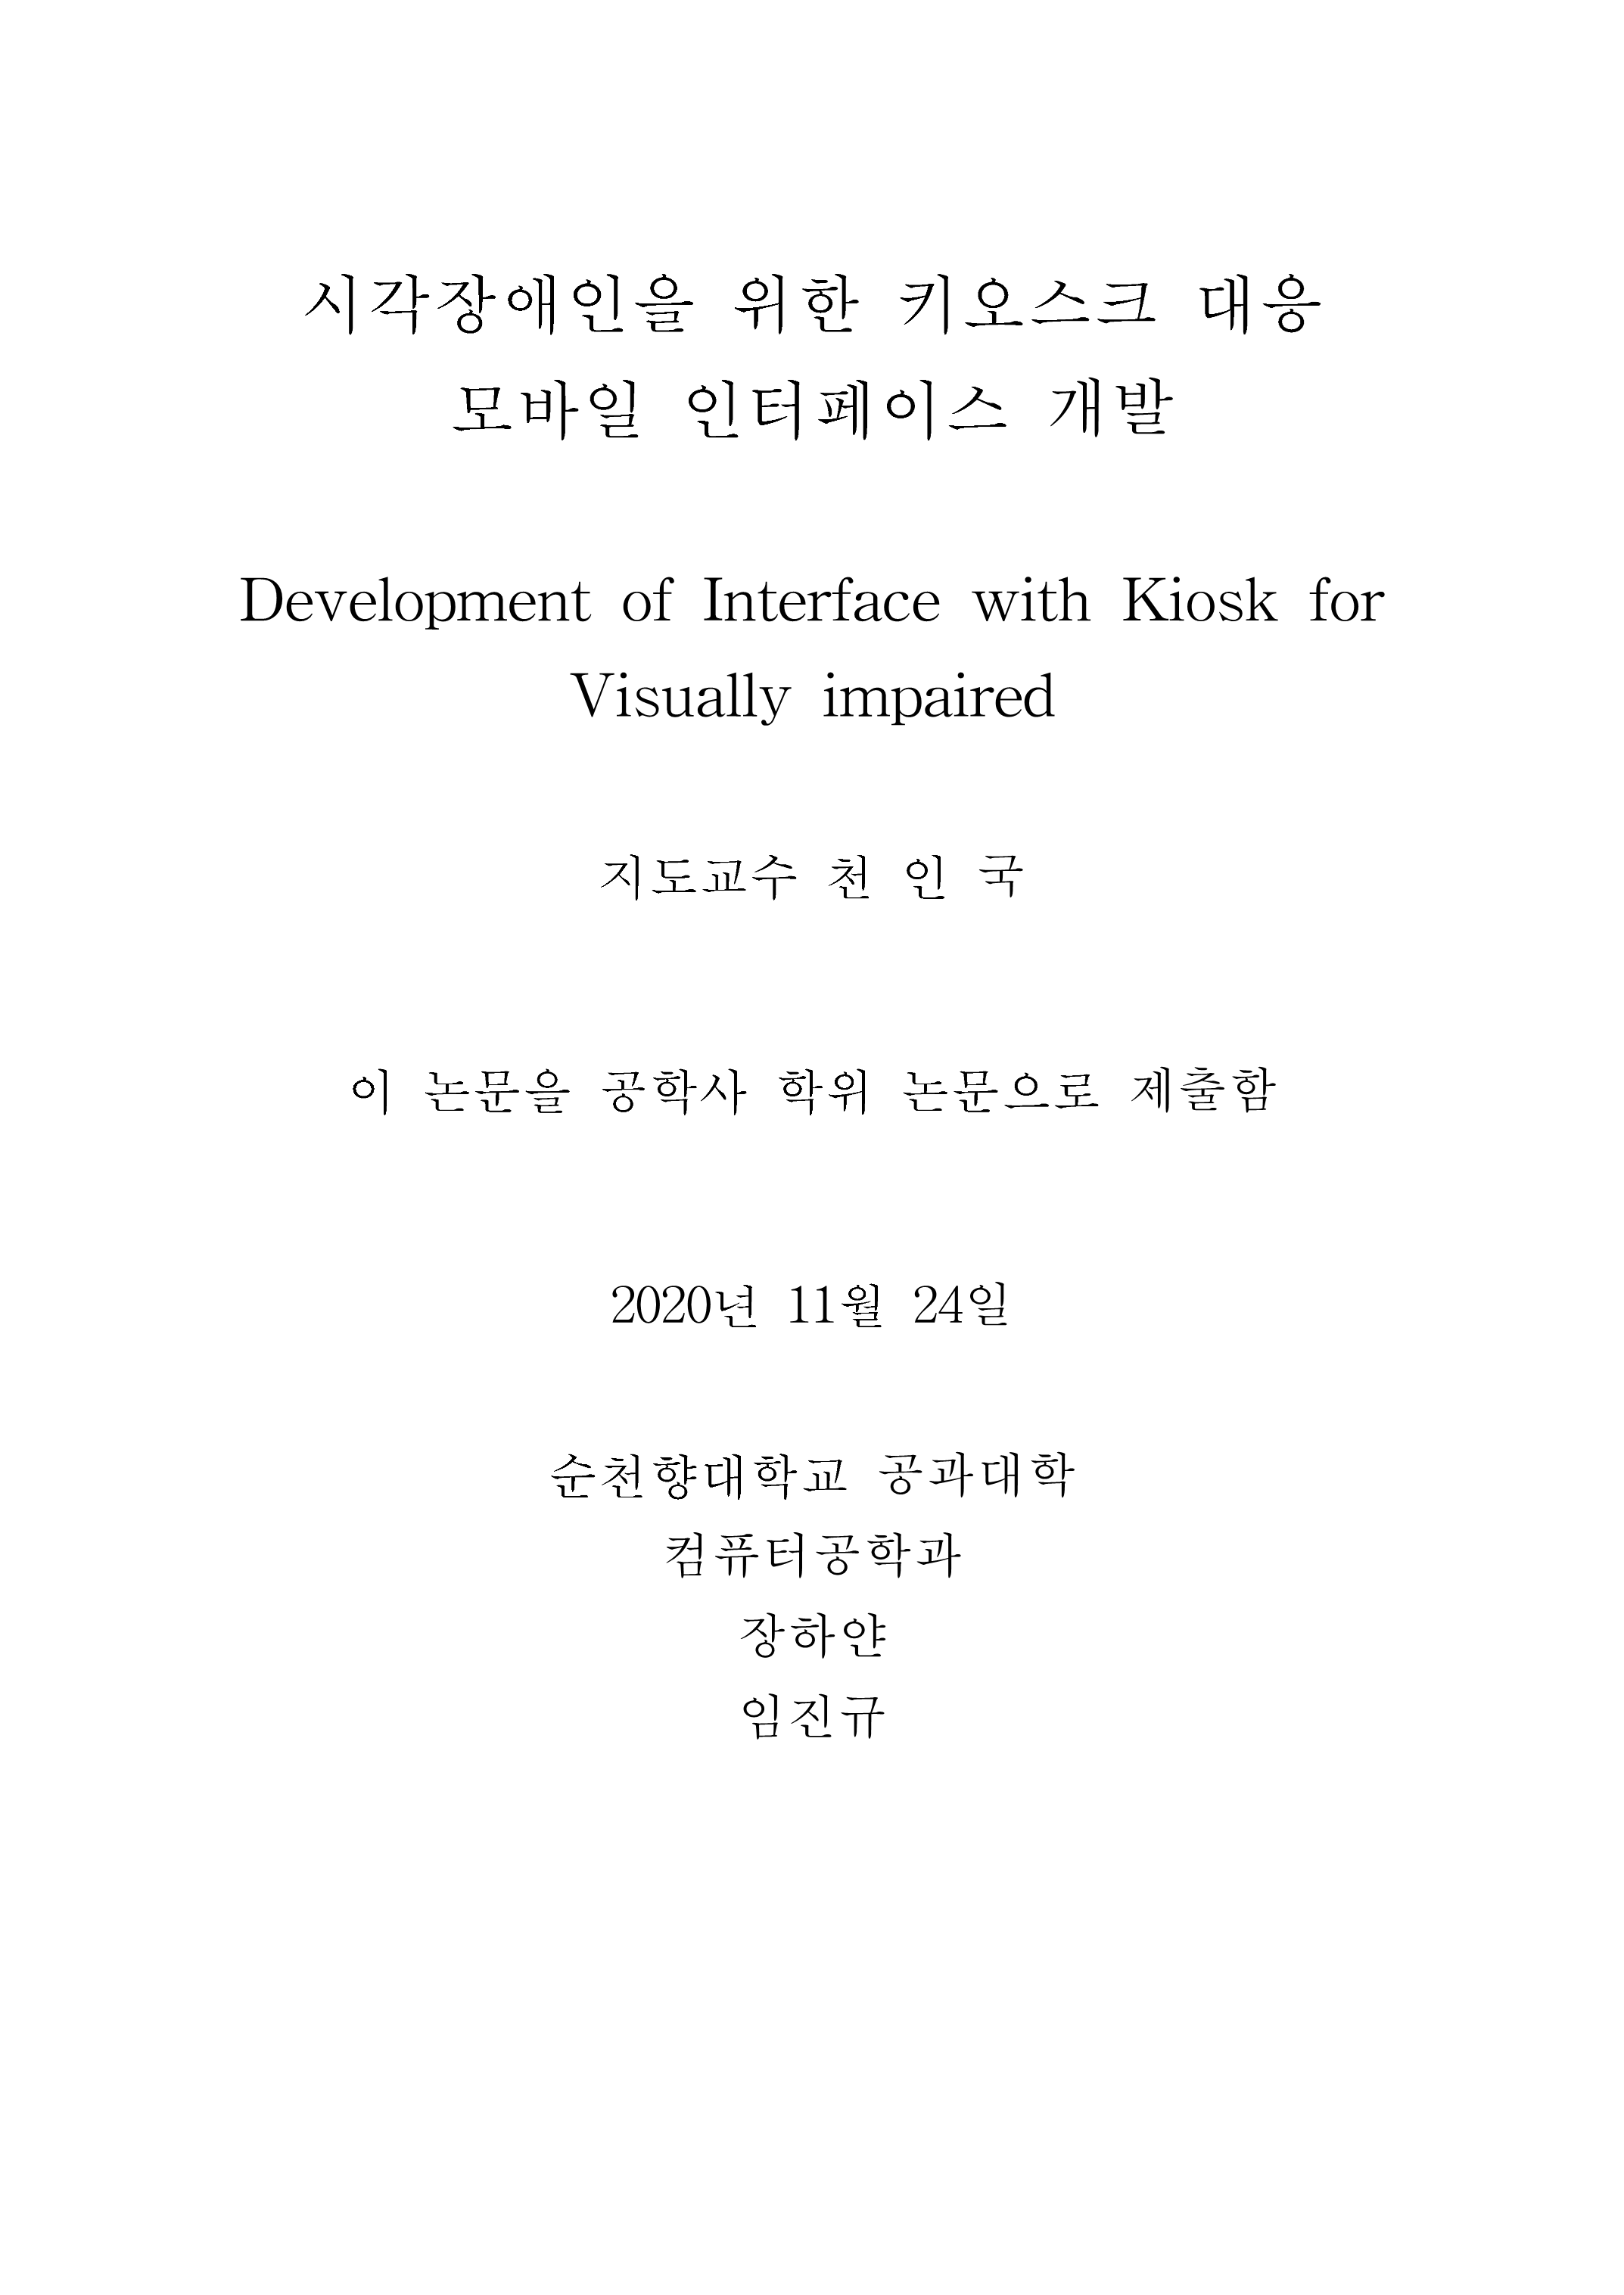 시각장애인을 위한 키오스크 대응
모바일 인터페이스 개발
Development of Interface with Kiosk for
Visually impaired
지도교수 천 인 국
이 논문을 공학사 학위 논문으로 제출함
2020년 11월 24일
순천향대학교 공과대학
컴퓨터공학과
장하얀
임진규